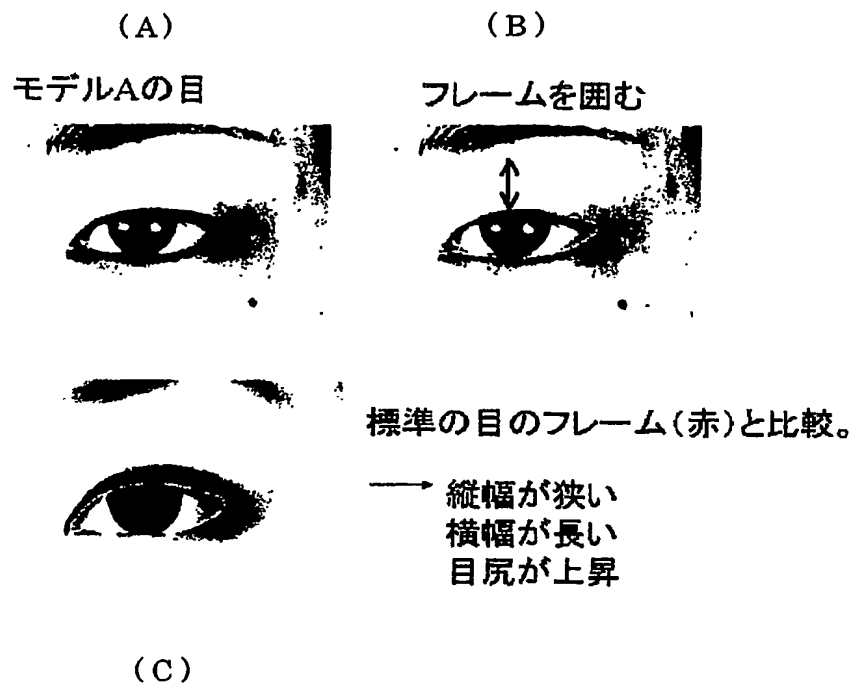 (A)
(B)
モデルAの目
フレームを囲む
標準の目のフレーム(赤)と比較。
→ 縦幅が狭い
横幅が長い
目尻が上昇
(C)